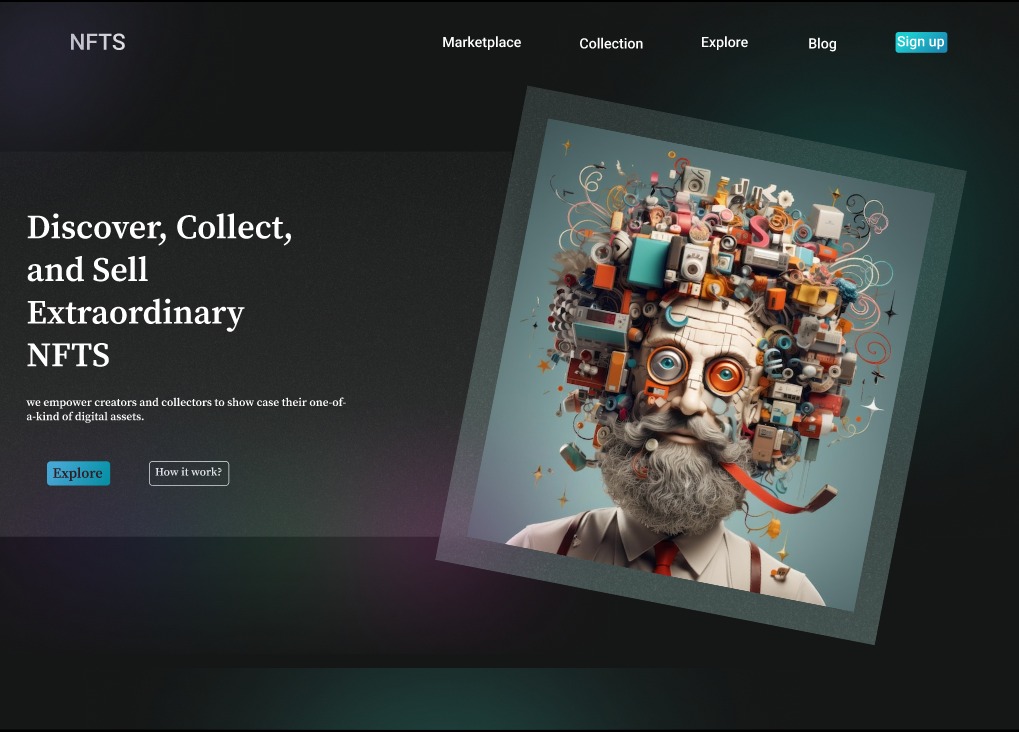 NFTS
Marketplace
Collection
Explore
Blog
Sign up
Discover, Collect,
and Sell
Extraordinary
NFTS
we empower creators and collectors to show case their one-of-
a-kind of digital assets.
Explore
How it work?